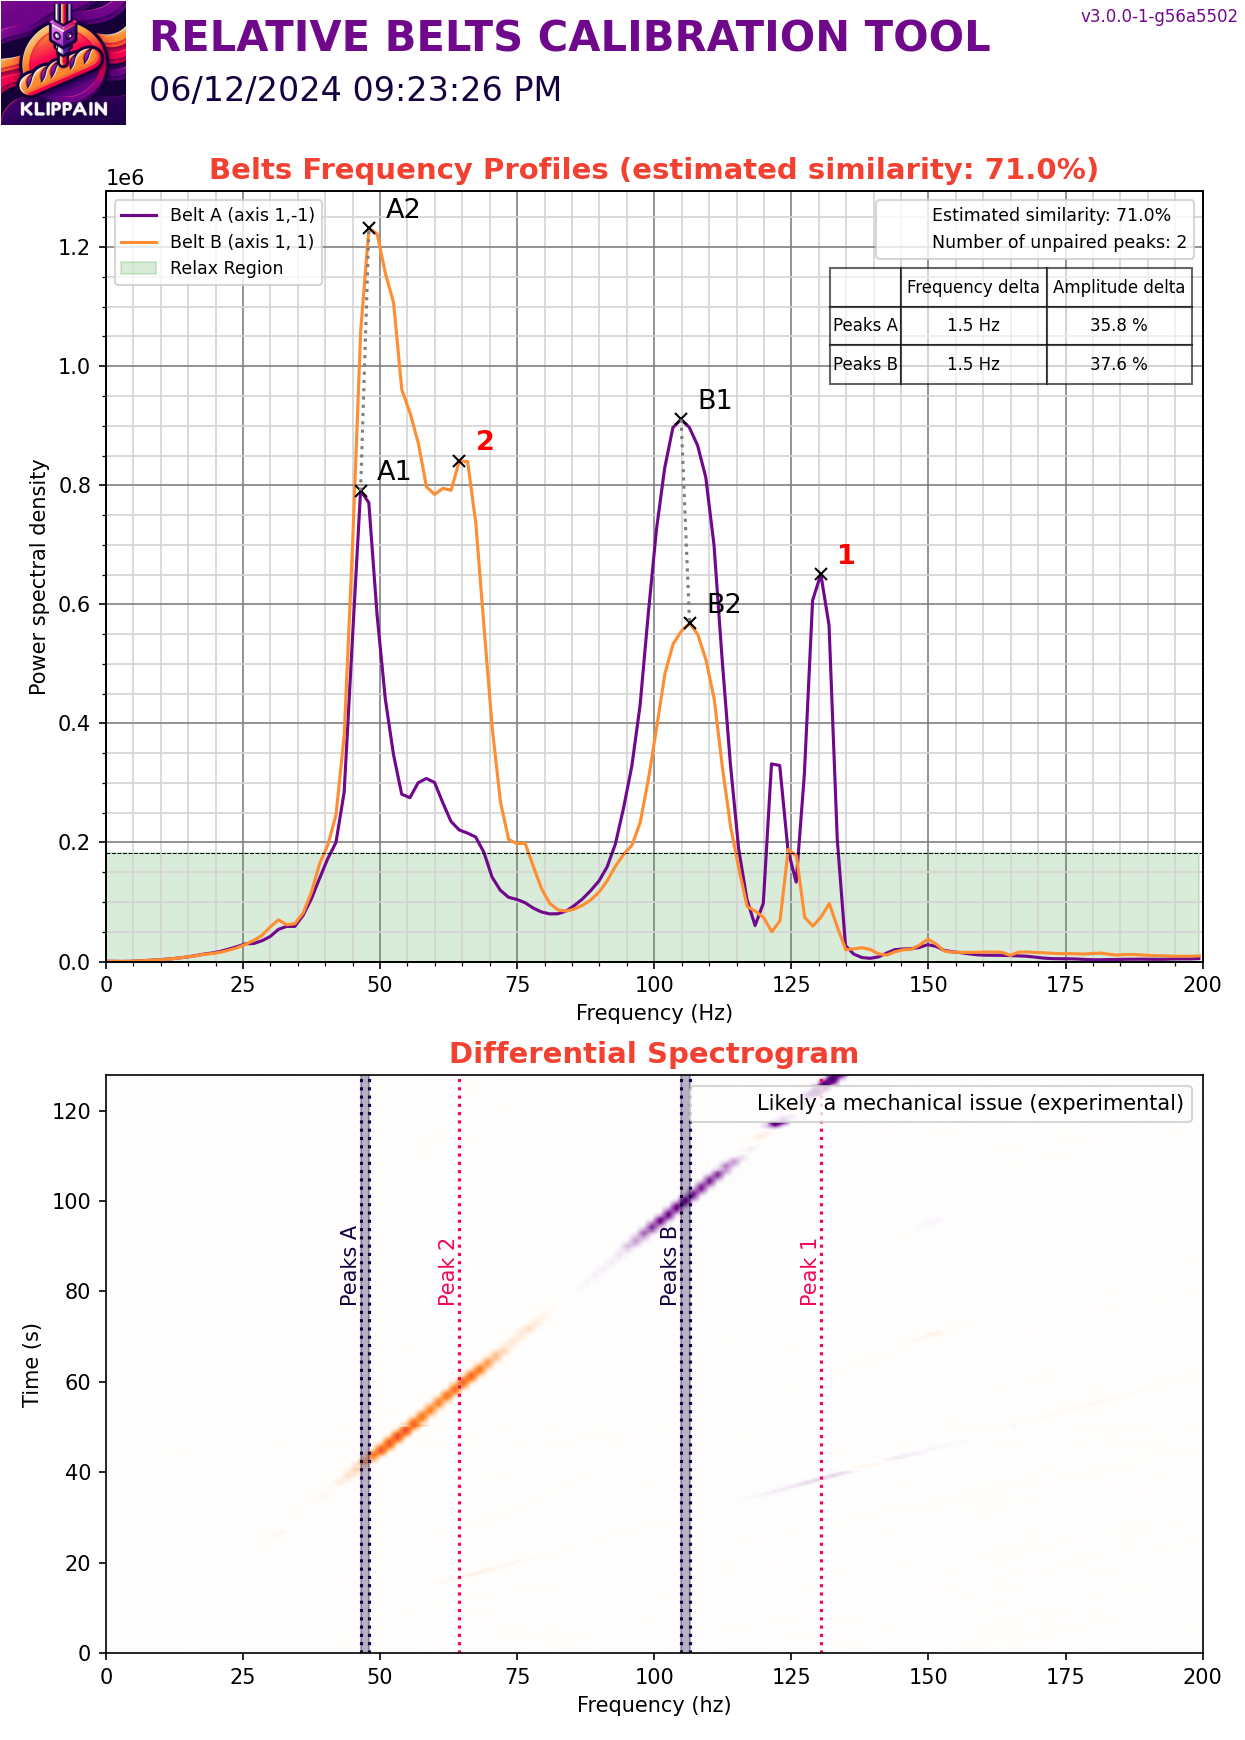 v3.0.0-1-g56a5502
RELATIVE BELTS CALIBRATION TOOL
06/12/2024 09:23:26 PM
KLIPPAIN
Belts Frequency Profiles (estimated similarity: 71.0%)
1e6
Belt A (axis 1,-1)
Belt B (axis 1, 1)
Relax Region
Estimated similarity: 71.0%
Number of unpaired peaks: 2
Frequency delta Amplitude delta
Peaks A 1.5 Hz 35.8 %
Peaks B 1.5 Hz 37.6 %
A2
B1
2
A1
1
B2
Power spectral density
1.2
1.0
0.8
0.6
0.4
0.2
0.0
0 25 50 75 100 125 150 175 200
Frequency (Hz)
Differential Spectrogram
Likely a mechanical issue (experimental)
Peaks A
Peak 2
Peaks B
Peak 1
Time (s)
120
100
80
60
40
20
0
0 25 50 75 100 125 150 175 200
Frequency (hz)